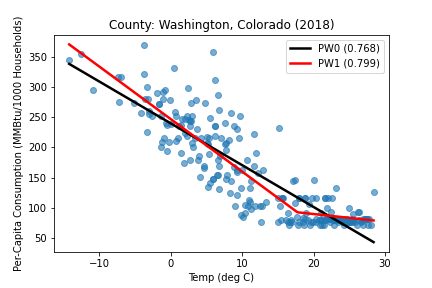 County: Washington, Colorado (2018)
PW0 (0.768)
PW1 (0.799)
Per-Capita Consumption (MMBtu/1000 Households)
350
300
250
200
150
100
50
−10 0 10 20 30
Temp (deg C)